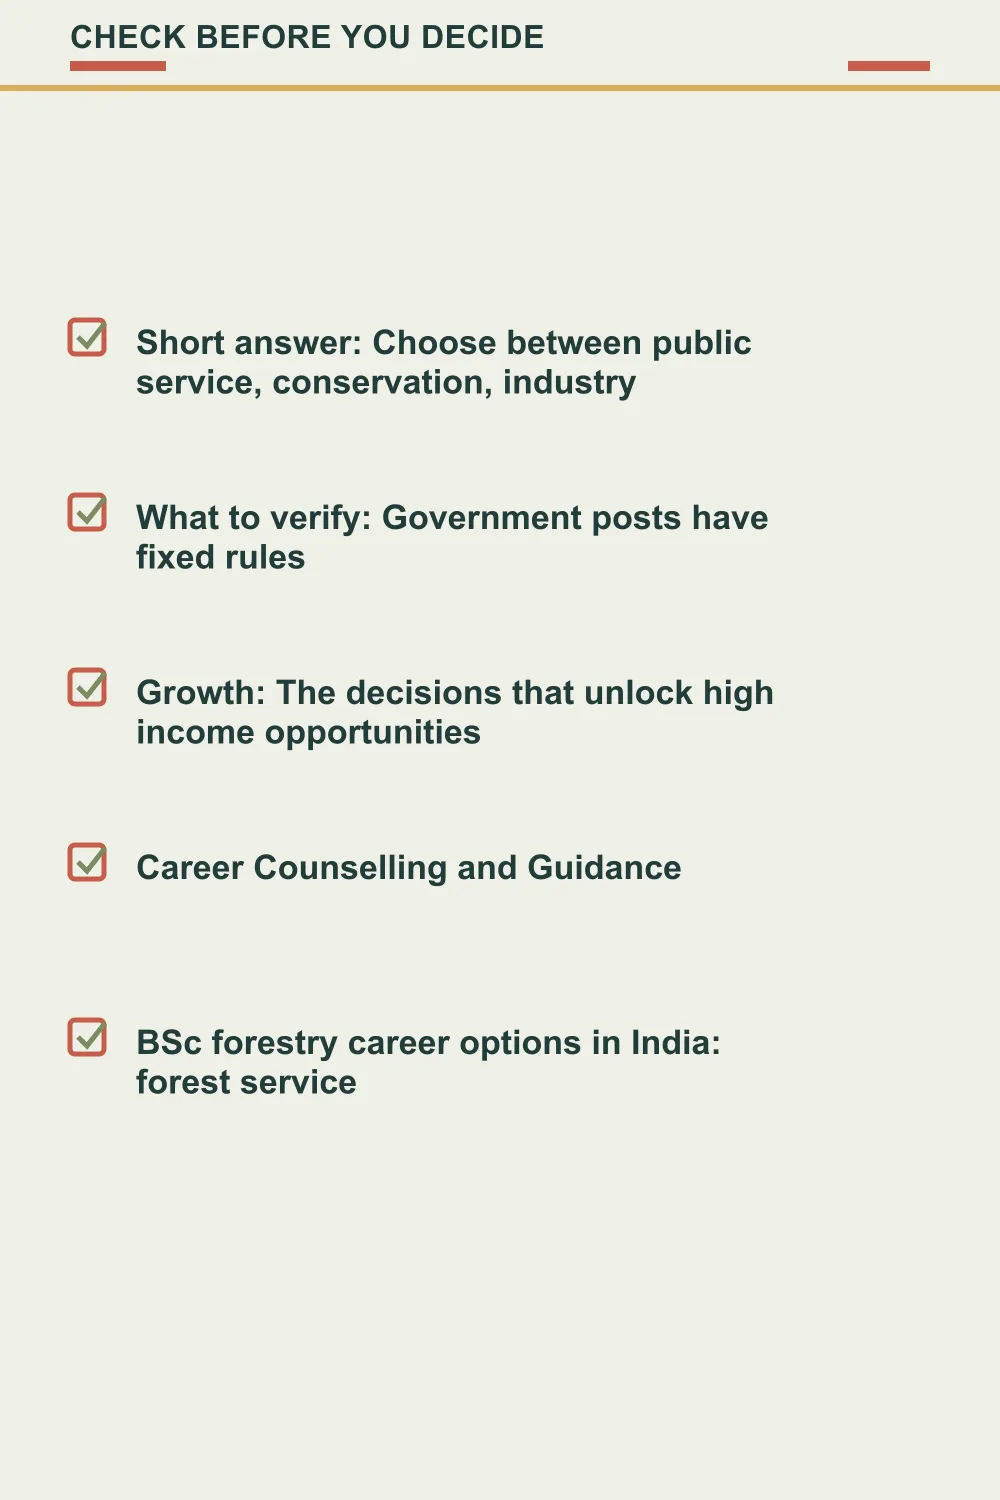 CHECK BEFORE YOU DECIDE
Short answer: Choose between public
service, conservation, industry
What to verify: Government posts have
fixed rules
Growth: The decisions that unlock high
income opportunities
Career Counselling and Guidance
BSc forestry career options in India:
forest service